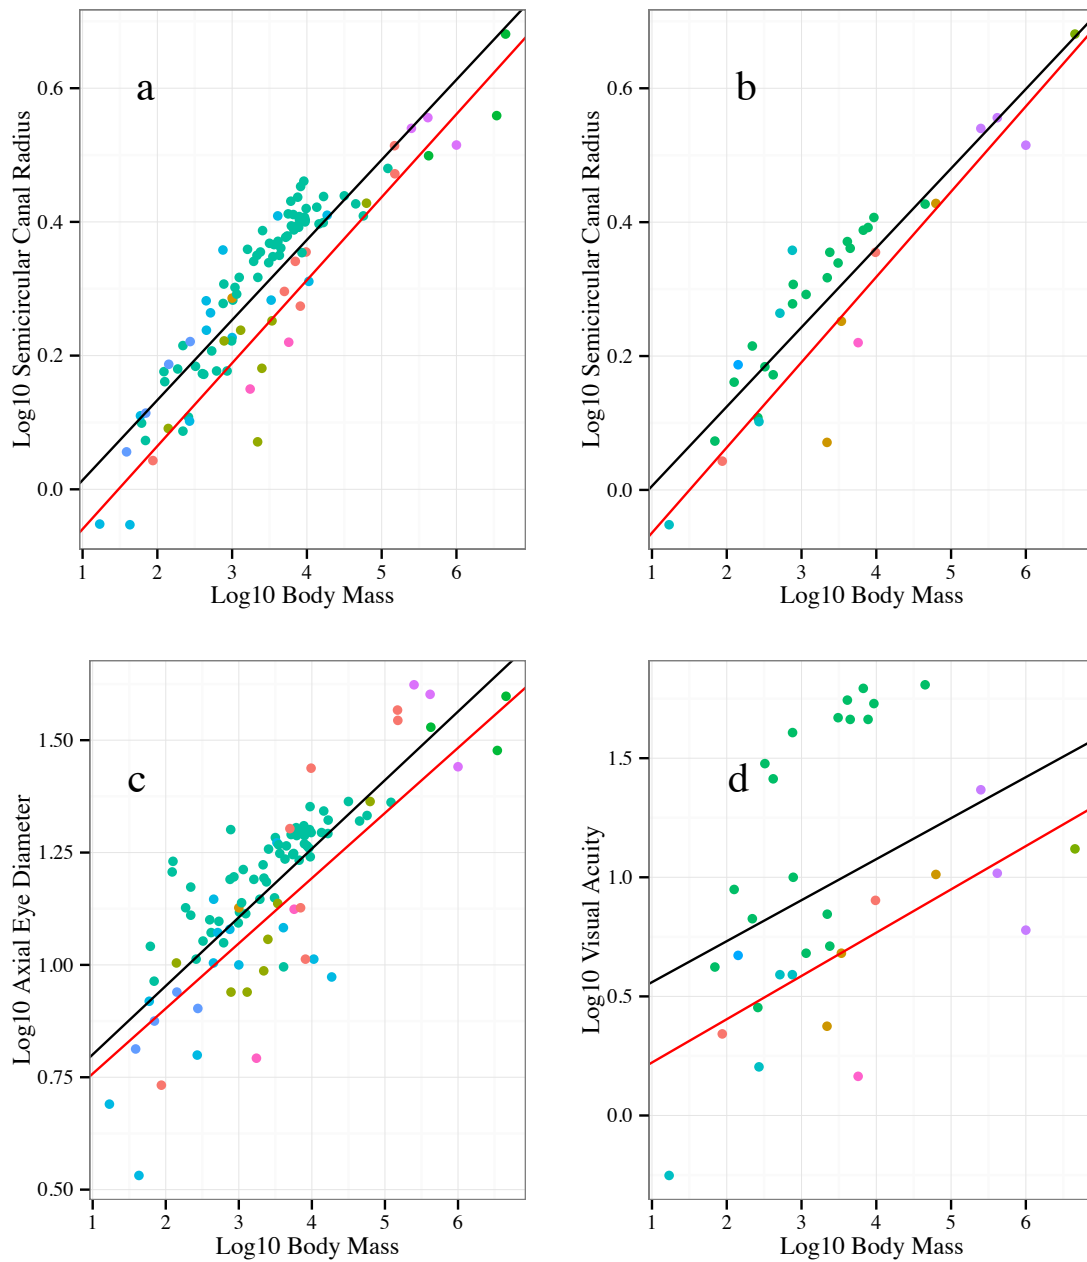 a
Log10 Semicircular Canal Radius
0.6
0.4
0.2
0.0
1 2 3 4 5 6
Log10 Body Mass
b
Log10 Semicircular Canal Radius
0.6
0.4
0.2
0.0
1 2 3 4 5 6
Log10 Body Mass
c
Log10 Axial Eye Diameter
1.50
1.25
1.00
0.75
0.50
1 2 3 4 5 6
Log10 Body Mass
d
Log10 Visual Acuity
1.5
1.0
0.5
0.0
1 2 3 4 5 6
Log10 Body Mass